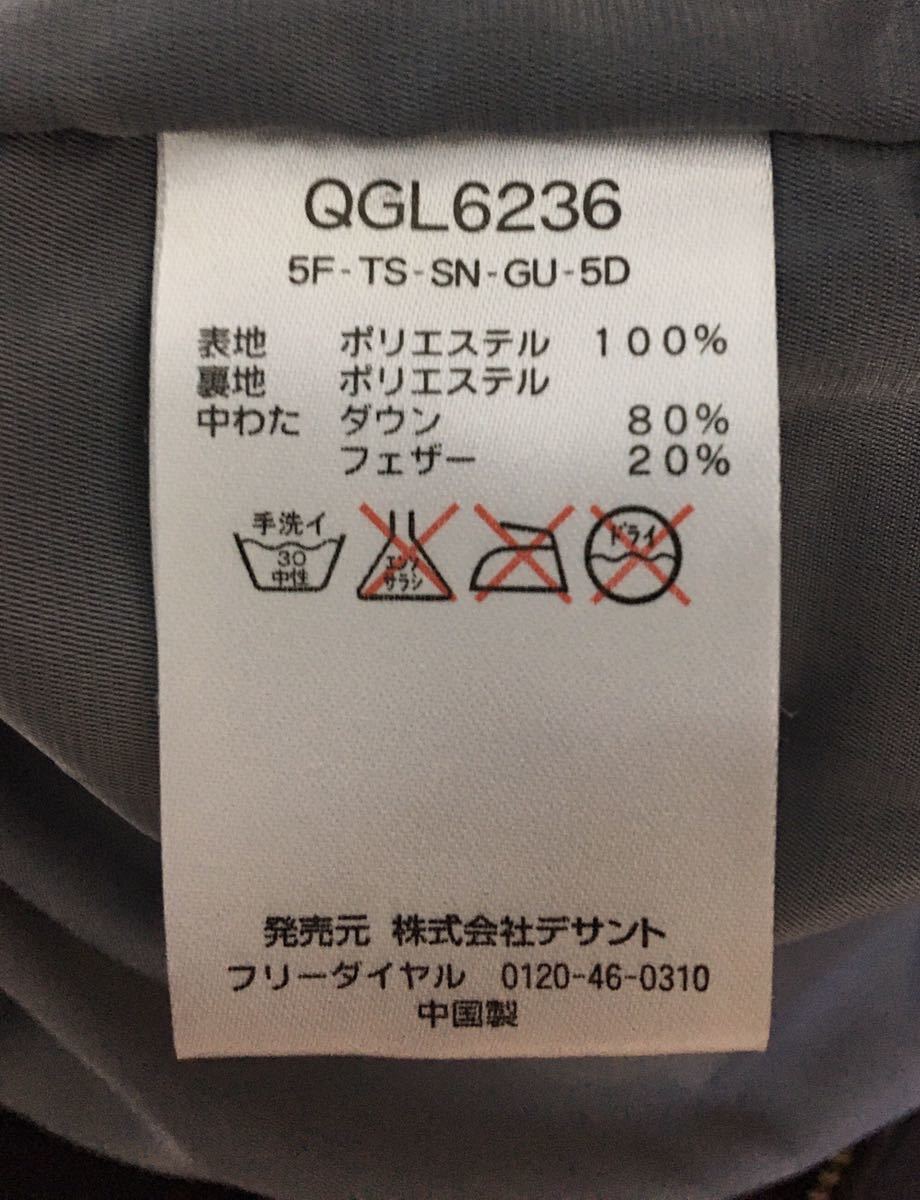 QGL6236
5F-TS-SN-GU-5D
表地 ポリエステル 100%
裏地 ポリエステル
中わた ダウン 80%
フェザー 20%
手洗イ
30
中性
エンソ
サラシ
ドライ
発売元 株式会社デサント
フリーダイヤル 0120-46-0310
中国製